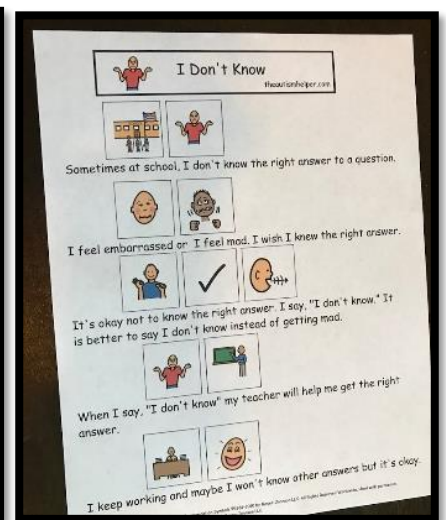 I Don't Know
theautismhelper.com
Sometimes at school, I don't know the right answer to a question.
I feel embarrassed or I feel mad. I wish I knew the right answer.
It's okay not to know the right answer. I say, "I don't know." It
is better to say I don't know instead of getting mad.
When I say, "I don't know" my teacher will help me get the right
answer.
I keep working and maybe I won't know other answers but it's okay.